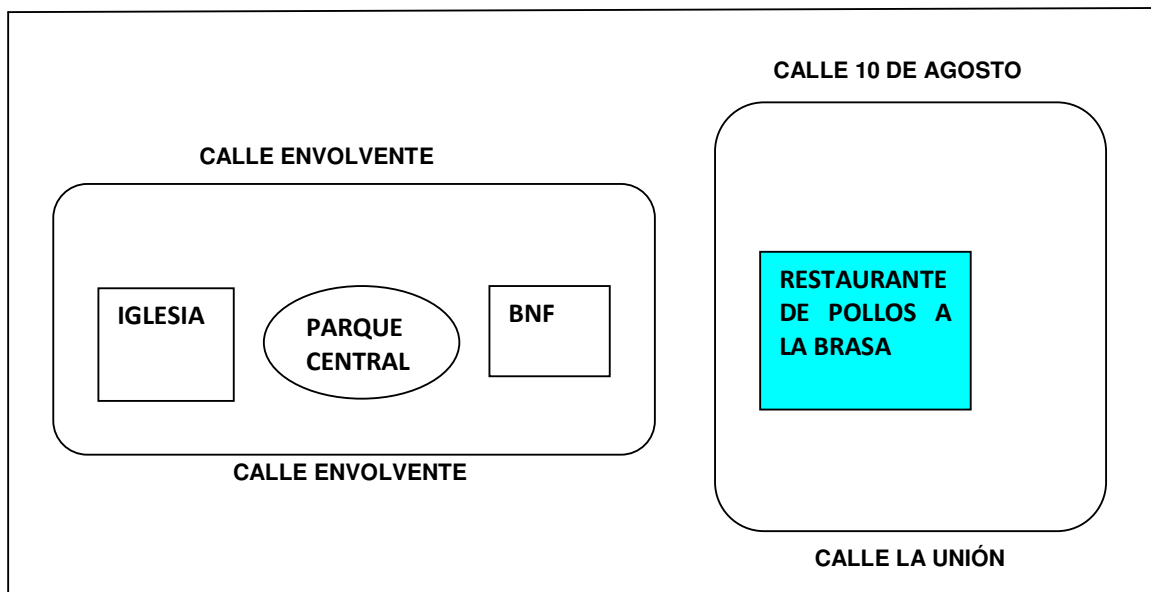 CALLE 10 DE AGOSTO
CALLE ENVOLVENTE
IGLESIA
PARQUE
CENTRAL
BNF
RESTAURANTE
DE POLLOS A
LA BRASA
CALLE ENVOLVENTE
CALLE LA UNIÓN